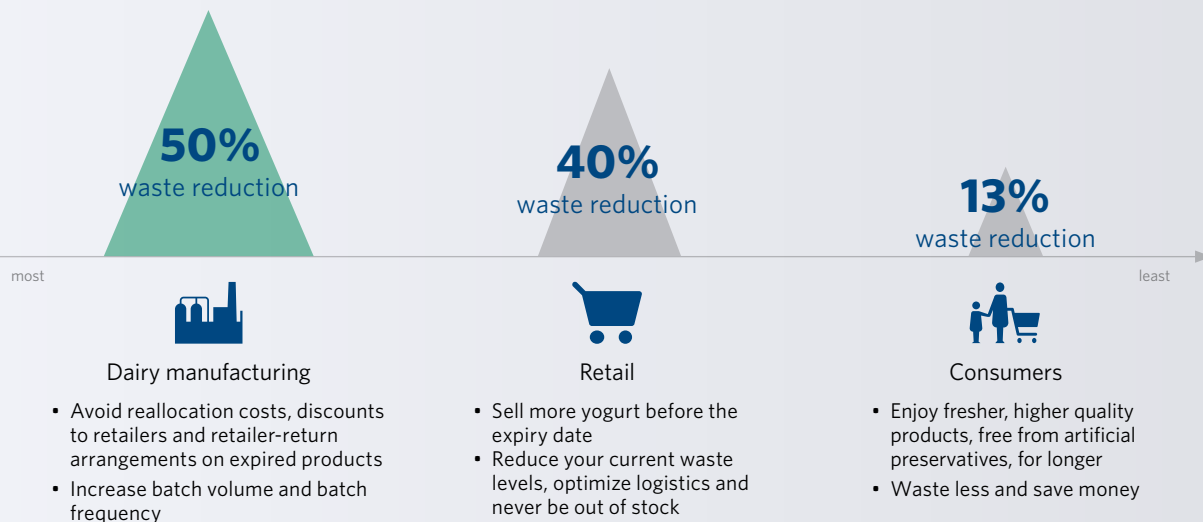 50%
waste reduction
40%
waste reduction
13%
waste reduction
most
least
Dairy manufacturing
• Avoid reallocation costs, discounts
to retailers and retailer-return
arrangements on expired products
• Increase batch volume and batch
frequency
Retail
• Sell more yogurt before the
expiry date
• Reduce your current waste
levels, optimize logistics and
never be out of stock
Consumers
• Enjoy fresher, higher quality
products, free from artificial
preservatives, for longer
• Waste less and save money